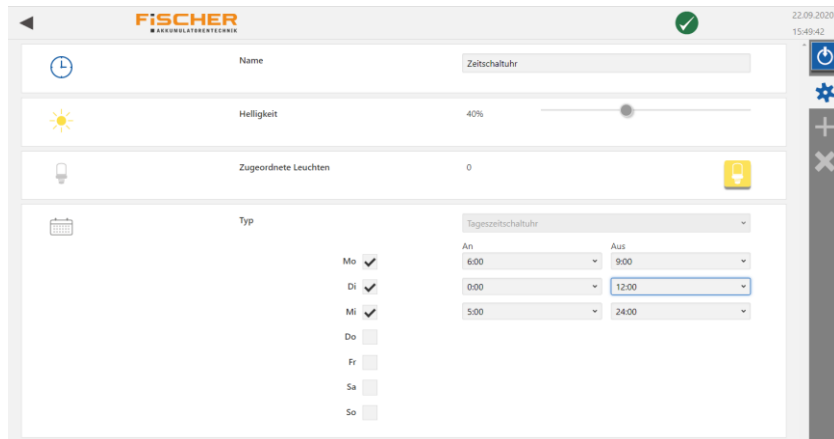 FiSCHER
AKKUMULATORENTECHNIK
22.09.2020
15:49:42
Name
Zeitschaltuhr
Helligkeit
40%
Zugeordnete Leuchten
0
Typ
Tageszeitschaltuhr
An Aus
Mo 6:00 9:00
Di 0:00 12:00
Mi 5:00 24:00
Do
Fr
Sa
So